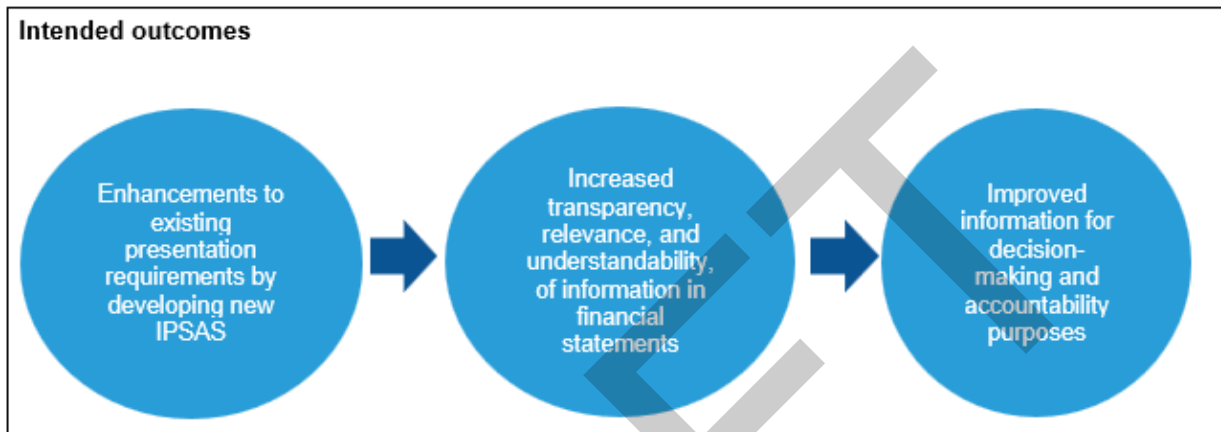 Intended outcomes
Enhancements to
existing
presentation
requirements by
developing new
IPSAS
Increased
transparency,
relevance, and
understandability,
of information in
financial
statements
Improved
information for
decision-
making and
accountability
purposes